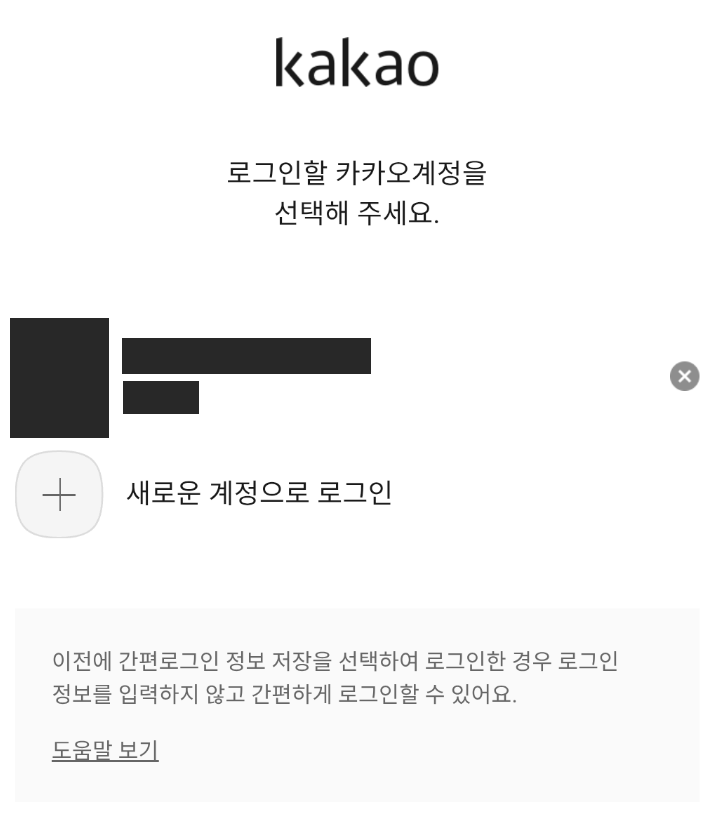 kakao
로그인할 카카오계정을
선택해 주세요.
새로운 계정으로 로그인
이전에 간편로그인 정보 저장을 선택하여 로그인한 경우 로그인
정보를 입력하지 않고 간편하게 로그인할 수 있어요.
도움말 보기